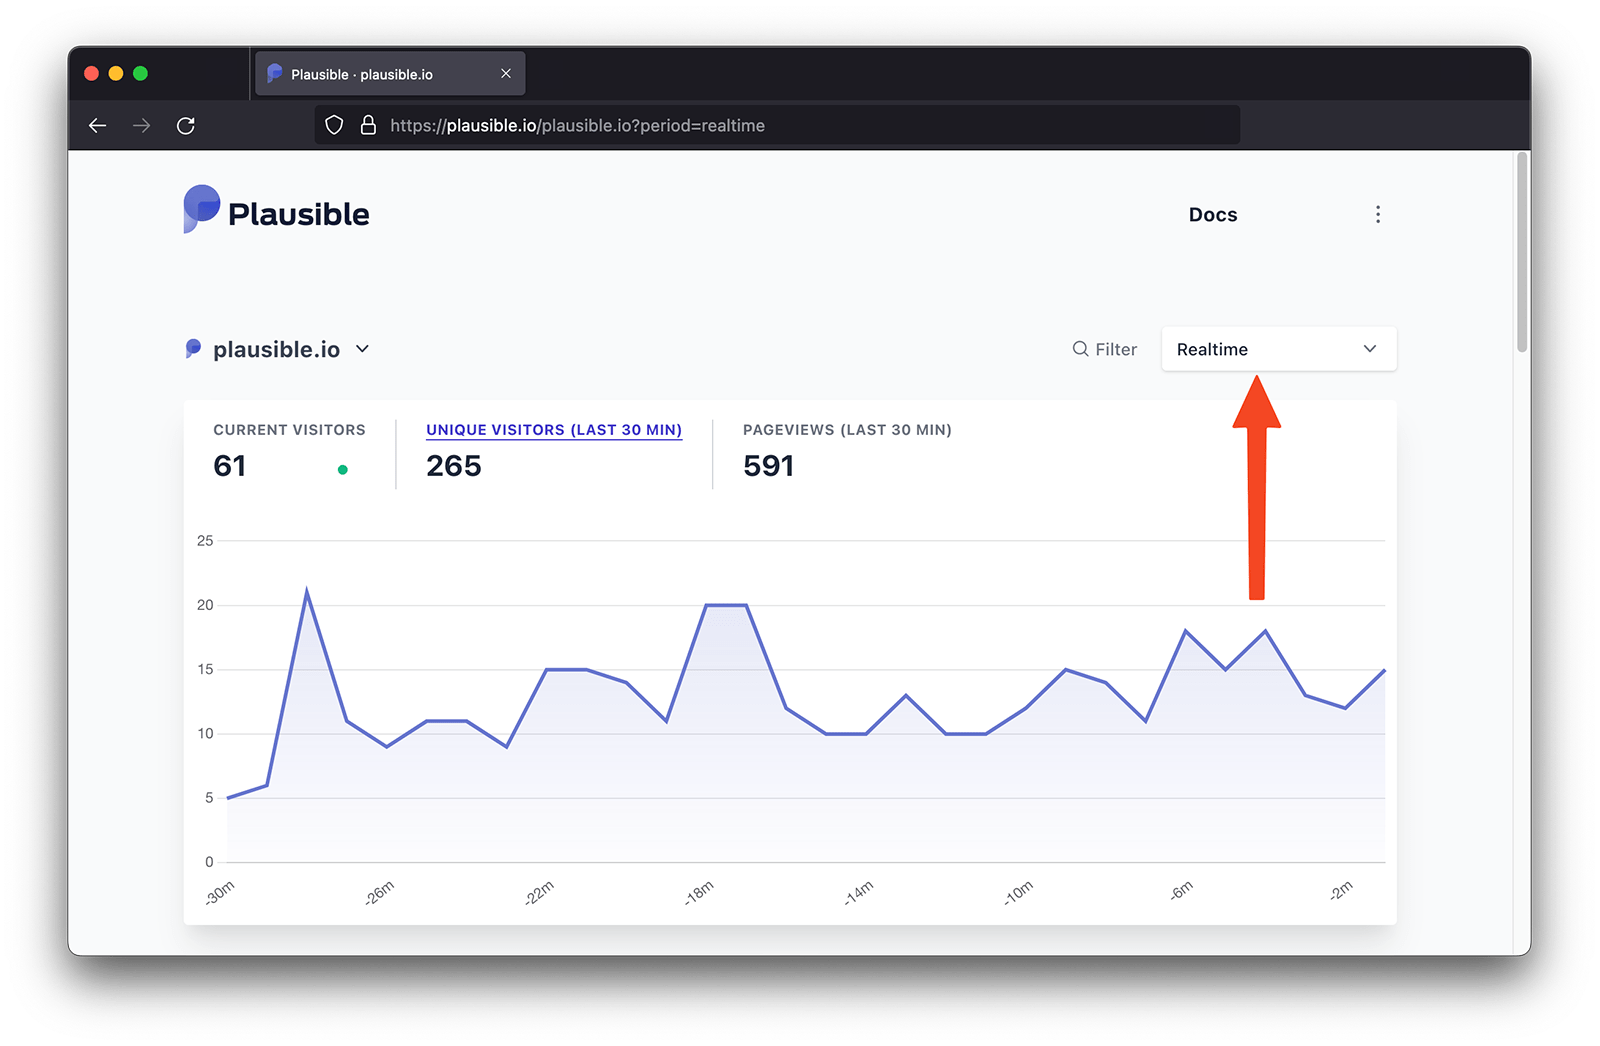 Plausible · plausible.io
https://plausible.io/plausible.io?period=realtime
Plausible
Docs
plausible.io
Filter
Realtime
CURRENT VISITORS
61
UNIQUE VISITORS (LAST 30 MIN)
265
PAGEVIEWS (LAST 30 MIN)
591
25
20
15
10
5
0
-30m
-26m
-22m
-18m
-14m
-10m
-6m
-2m